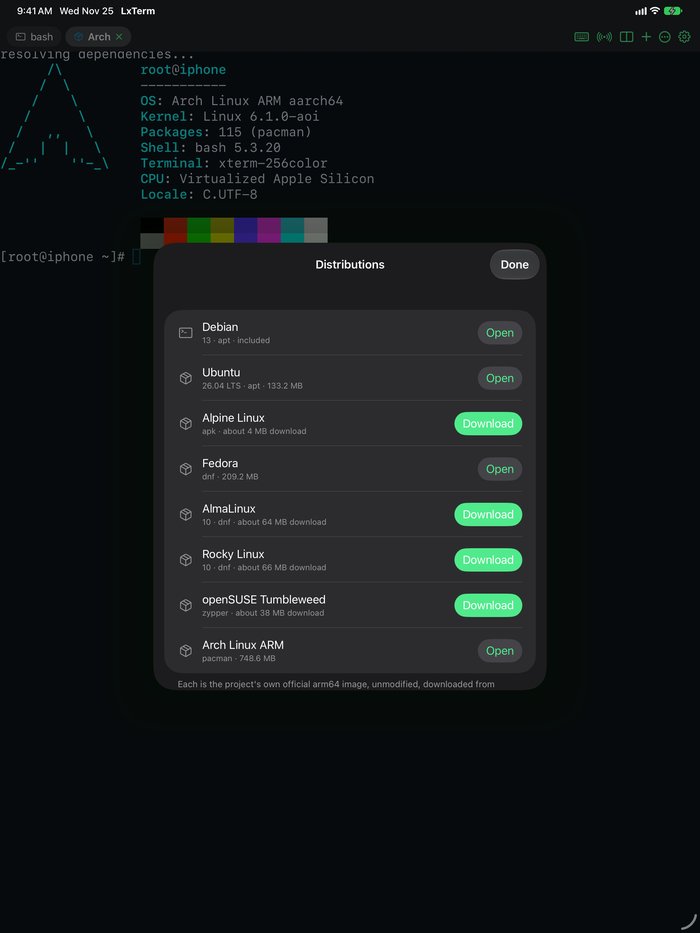 9:41 AM Wed Nov 25 LxTerm
bash
Arch
resolving dependencies...
root@iphone
-----------
OS: Arch Linux ARM aarch64
Kernel: Linux 6.1.0-aoi
Packages: 115 (pacman)
Shell: bash 5.3.20
Terminal: xterm-256color
CPU: Virtualized Apple Silicon
Locale: C.UTF-8
[root@iphone ~]#
Distributions
Done
Debian
13 · apt · included
Open
Ubuntu
26.04 LTS · apt · 133.2 MB
Open
Alpine Linux
apk · about 4 MB download
Download
Fedora
dnf · 209.2 MB
Open
AlmaLinux
10 · dnf · about 64 MB download
Download
Rocky Linux
10 · dnf · about 66 MB download
Download
openSUSE Tumbleweed
zypper · about 38 MB download
Download
Arch Linux ARM
pacman · 748.6 MB
Open
Each is the project's own official arm64 image, unmodified, downloaded from